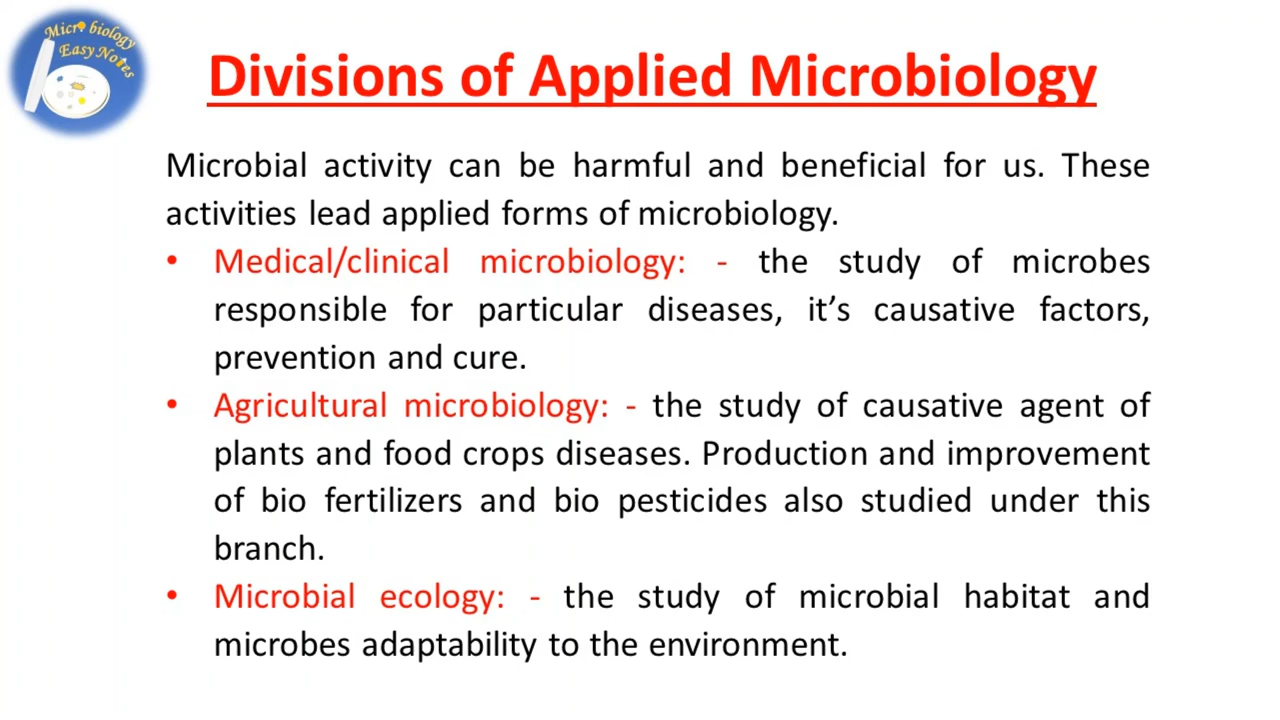 Micro biology
Easy Notes
Divisions of Applied Microbiology
Microbial activity can be harmful and beneficial for us. These
activities lead applied forms of microbiology.
• Medical/clinical microbiology: - the study of microbes
responsible for particular diseases, it’s causative factors,
prevention and cure.
• Agricultural microbiology: - the study of causative agent of
plants and food crops diseases. Production and improvement
of bio fertilizers and bio pesticides also studied under this
branch.
• Microbial ecology: - the study of microbial habitat and
microbes adaptability to the environment.